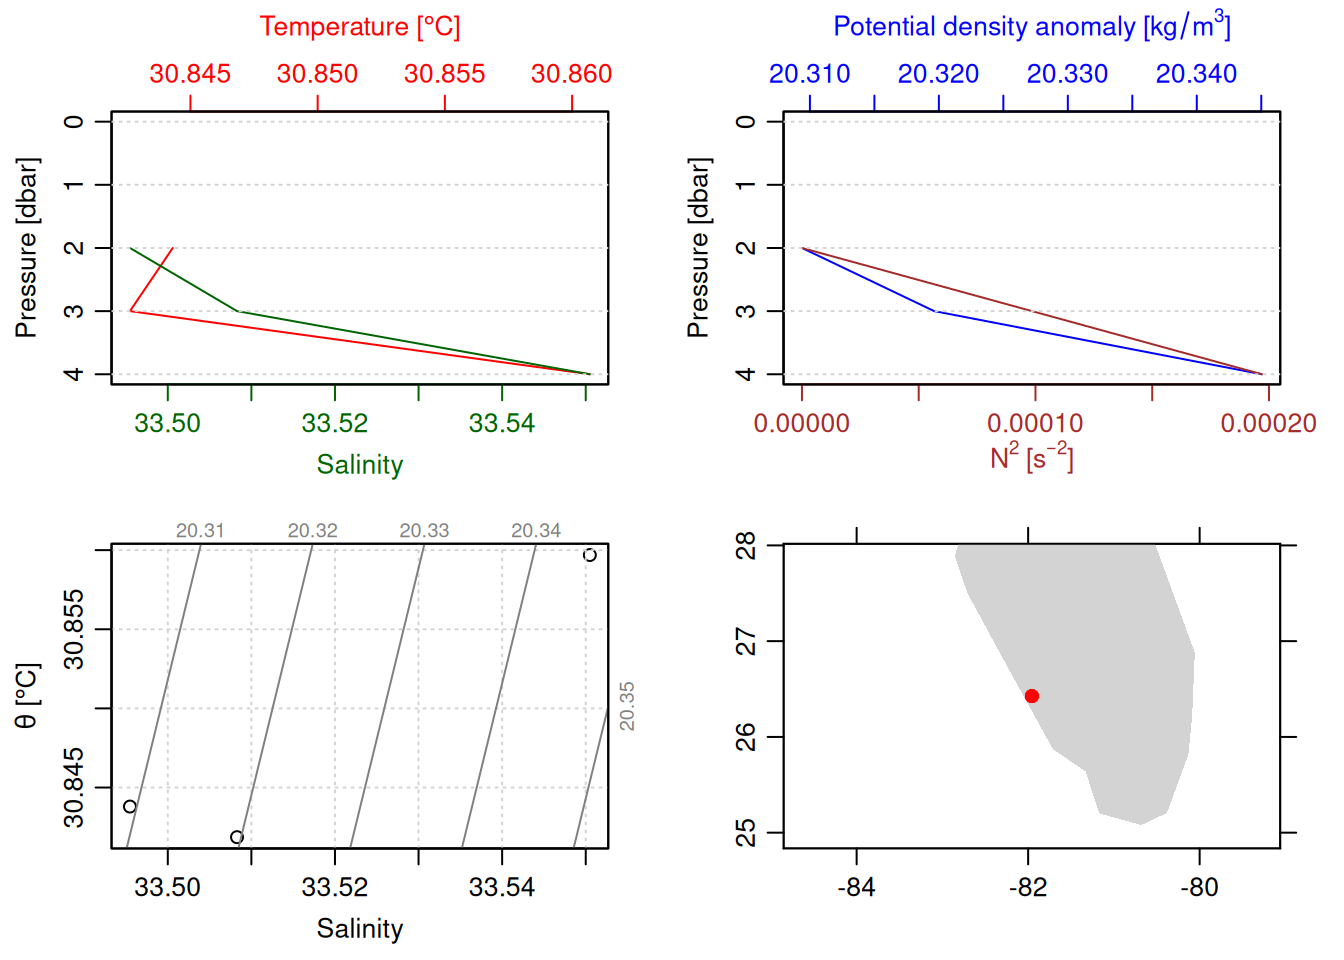 Temperature [°C]
30.845 30.850 30.855 30.860
Pressure [dbar]
0
1
2
3
4
33.50 33.52 33.54
Salinity
Potential density anomaly [kg/m³]
20.310 20.320 20.330 20.340
Pressure [dbar]
0
1
2
3
4
0.00000 0.00010 0.00020
N² [s⁻²]
20.31 20.32 20.33 20.34
20.35
θ [°C]
30.855
30.845
33.50 33.52 33.54
Salinity
28
27
26
25
-84 -82 -80